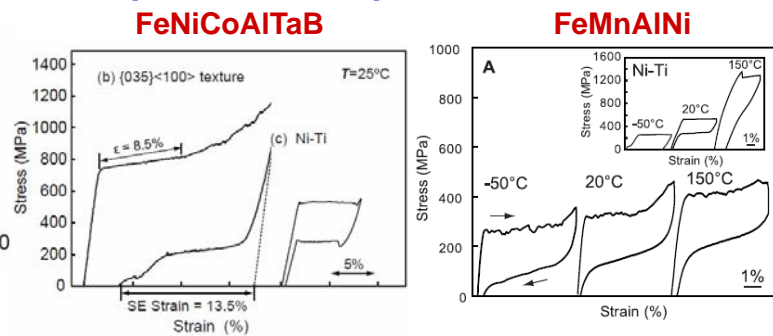 FeNiCoAlTaB
FeMnAlNi
1400
1200
1000
800
600
400
200
0
Stress (MPa)
(b) {035}<100> texture
T=25°C
ε = 8.5%
(c) Ni-Ti
5%
SE Strain = 13.5%
Strain (%)
1000
800
600
400
200
0
Stress (MPa)
A
1600
1200
800
400
0
Stress (MPa)
Ni-Ti
150°C
-50°C
20°C
1%
Strain (%)
-50°C
20°C
150°C
1%
Strain (%)